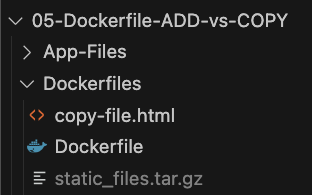 05-Dockerfile-ADD-vs-COPY
App-Files
Dockerfiles
copy-file.html
Dockerfile
static_files.tar.gz